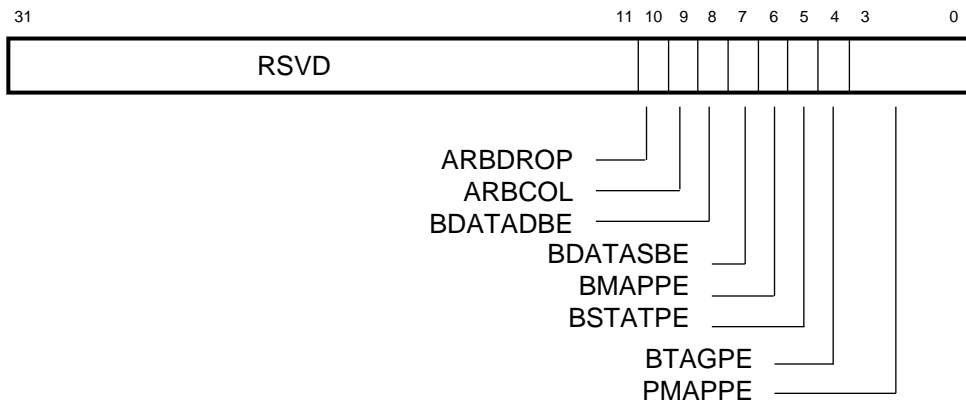 31 11 10 9 8 7 6 5 4 3 0
RSVD
ARBDROP
ARBCOL
BDATADBE
BDATASBE
BMAPPE
BSTATPE
BTAGPE
PMAPPE